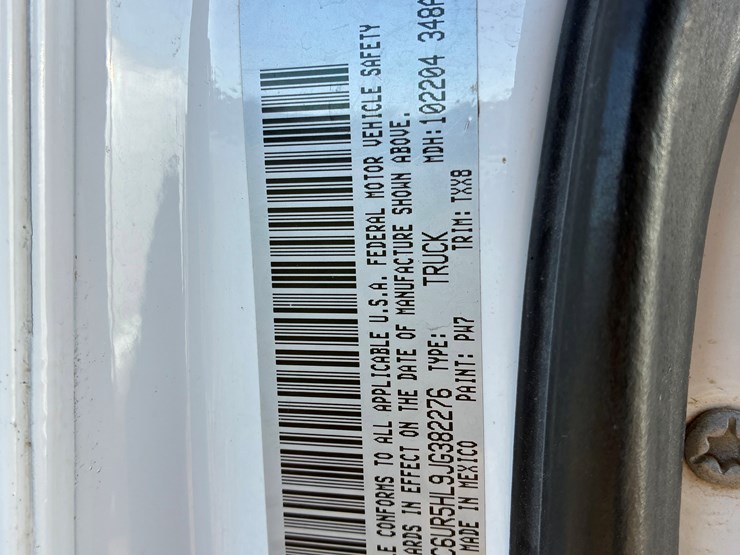 E CONFORMS TO ALL APPLICABLE U.S.A. FEDERAL MOTOR VEHICLE SAFETY
ARDS IN EFFECT ON THE DATE OF MANUFACTURE SHOWN ABOVE.
C6UR5HL9JG382276 TYPE: TRUCK MDH: 102204 348A
MADE IN MEXICO PAINT: PW7 TRIM: TXX8